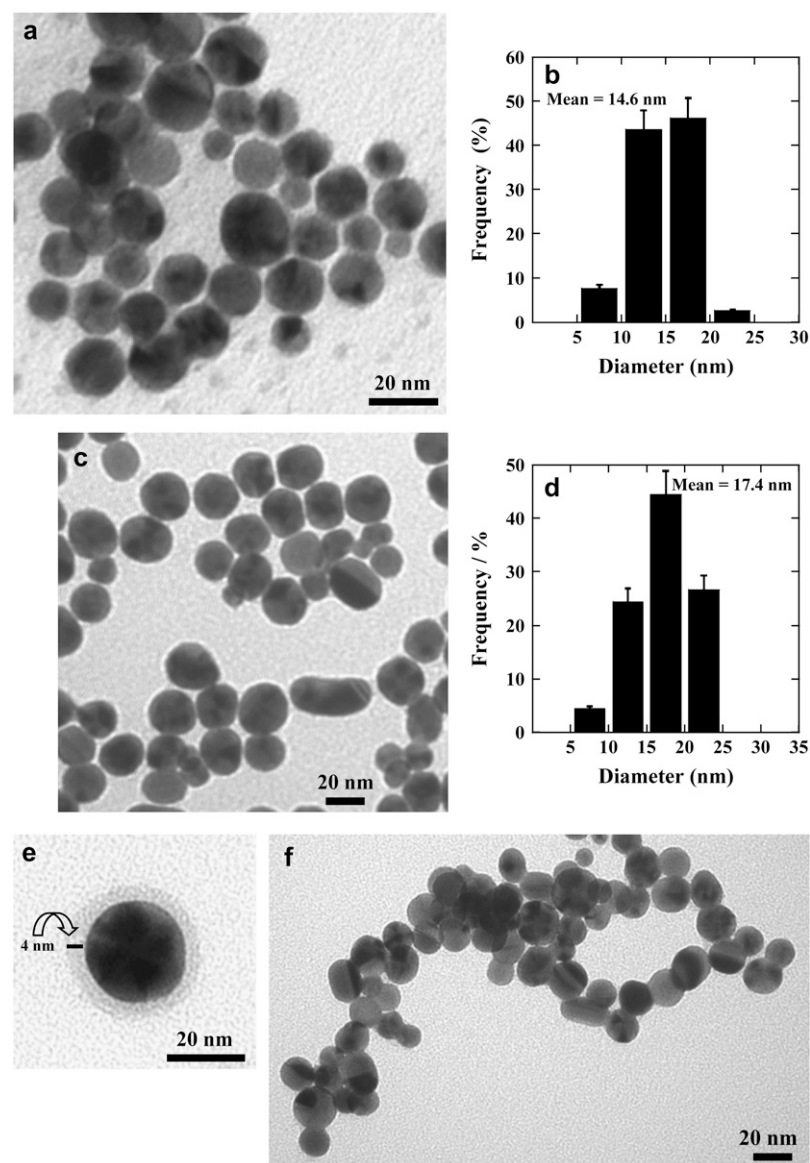 a
20 nm
b
Mean = 14.6 nm
Frequency (%)
60
50
40
30
20
10
0
5 10 15 20 25 30
Diameter (nm)
c
20 nm
d
Mean = 17.4 nm
Frequency / %
50
40
30
20
10
0
5 10 15 20 25 30 35
Diameter (nm)
e
4 nm
20 nm
f
20 nm